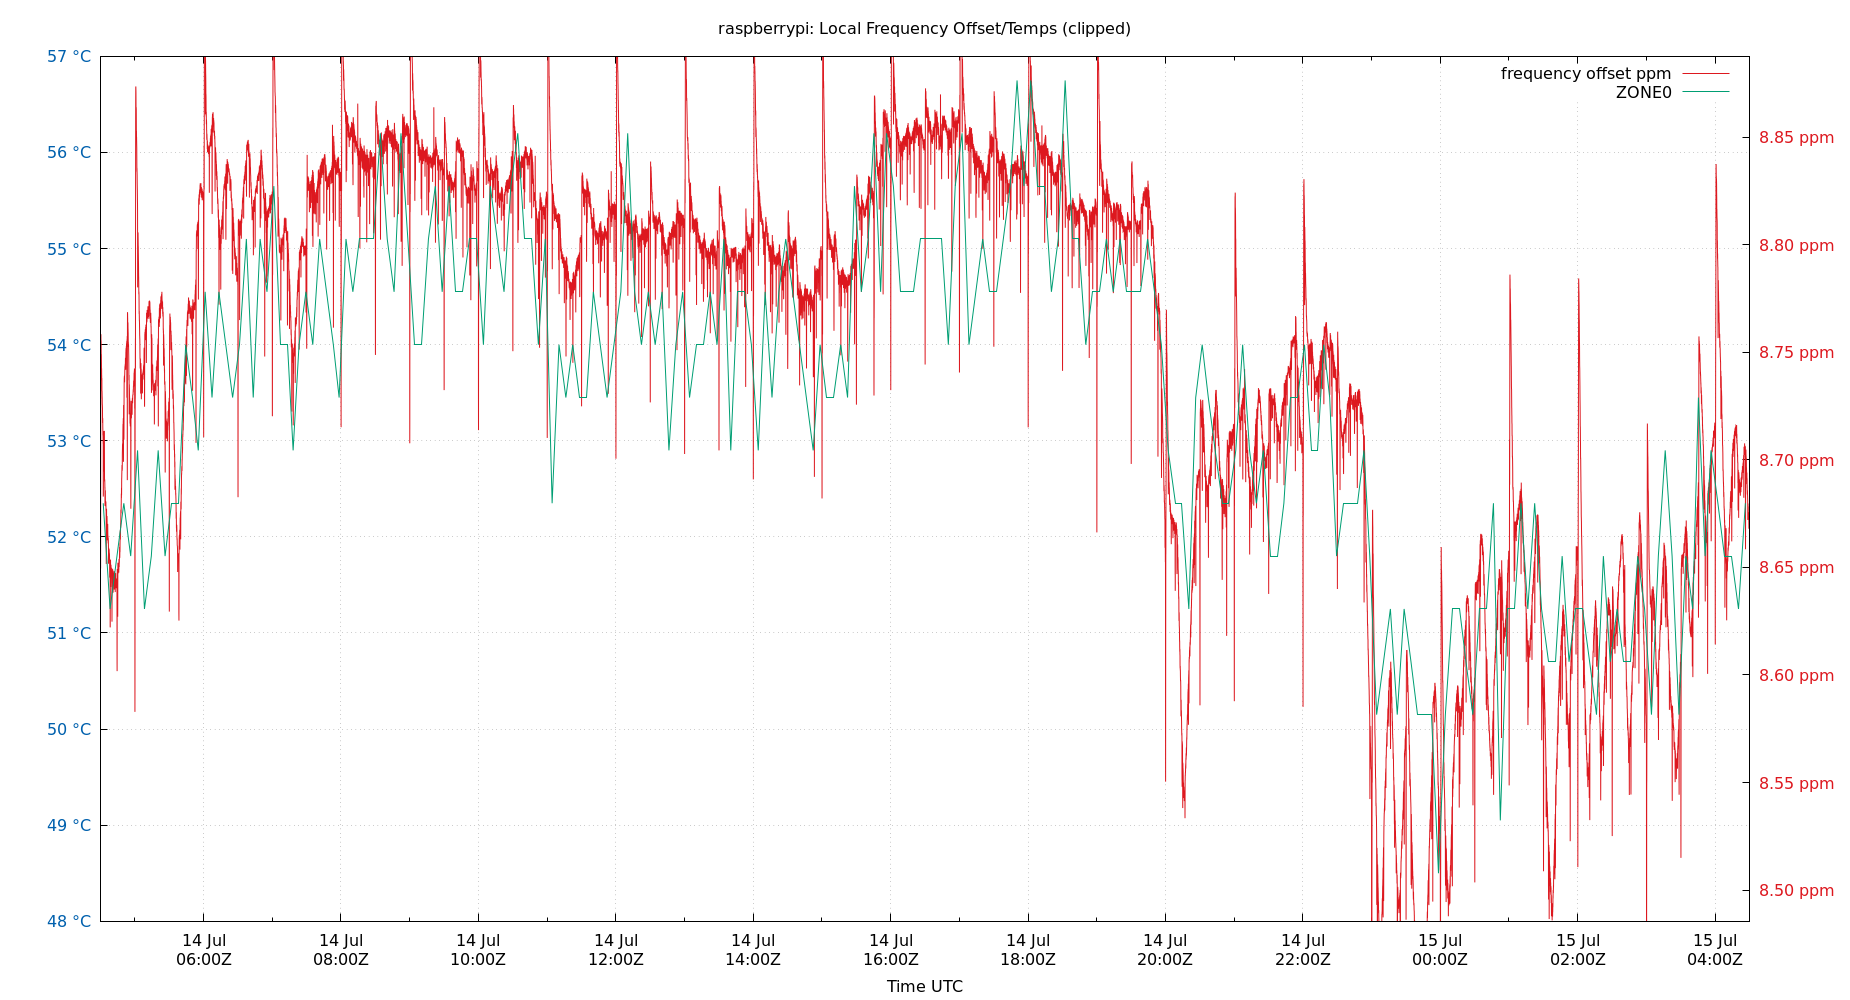 raspberrypi: Local Frequency Offset/Temps (clipped)
frequency offset ppm
ZONE0
57 °C
56 °C
55 °C
54 °C
53 °C
52 °C
51 °C
50 °C
49 °C
48 °C
8.85 ppm
8.80 ppm
8.75 ppm
8.70 ppm
8.65 ppm
8.60 ppm
8.55 ppm
8.50 ppm
14 Jul 14 Jul 14 Jul 14 Jul 14 Jul 14 Jul 14 Jul 14 Jul 14 Jul 15 Jul 15 Jul 15 Jul
06:00Z 08:00Z 10:00Z 12:00Z 14:00Z 16:00Z 18:00Z 20:00Z 22:00Z 00:00Z 02:00Z 04:00Z
Time UTC